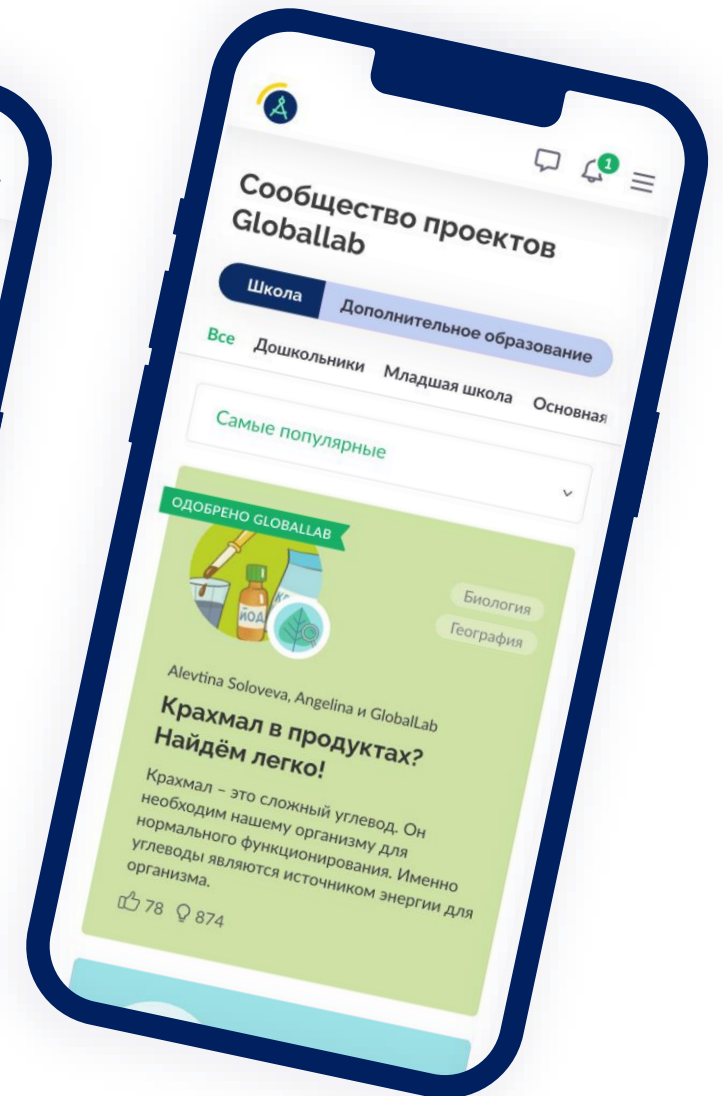 1
Сообщество проектов
Globallab
Школа
Дополнительное образование
Все
Дошкольники
Младшая школа
Основная
Самые популярные
ОДОБРЕНО GLOBALLAB
ЙОД
Биология
География
Alevtina Soloveva, Angelina и GlobalLab
Крахмал в продуктах?
Найдём легко!
Крахмал – это сложный углевод. Он
необходим нашему организму для
нормального функционирования. Именно
углеводы являются источником энергии для
организма.
78
874